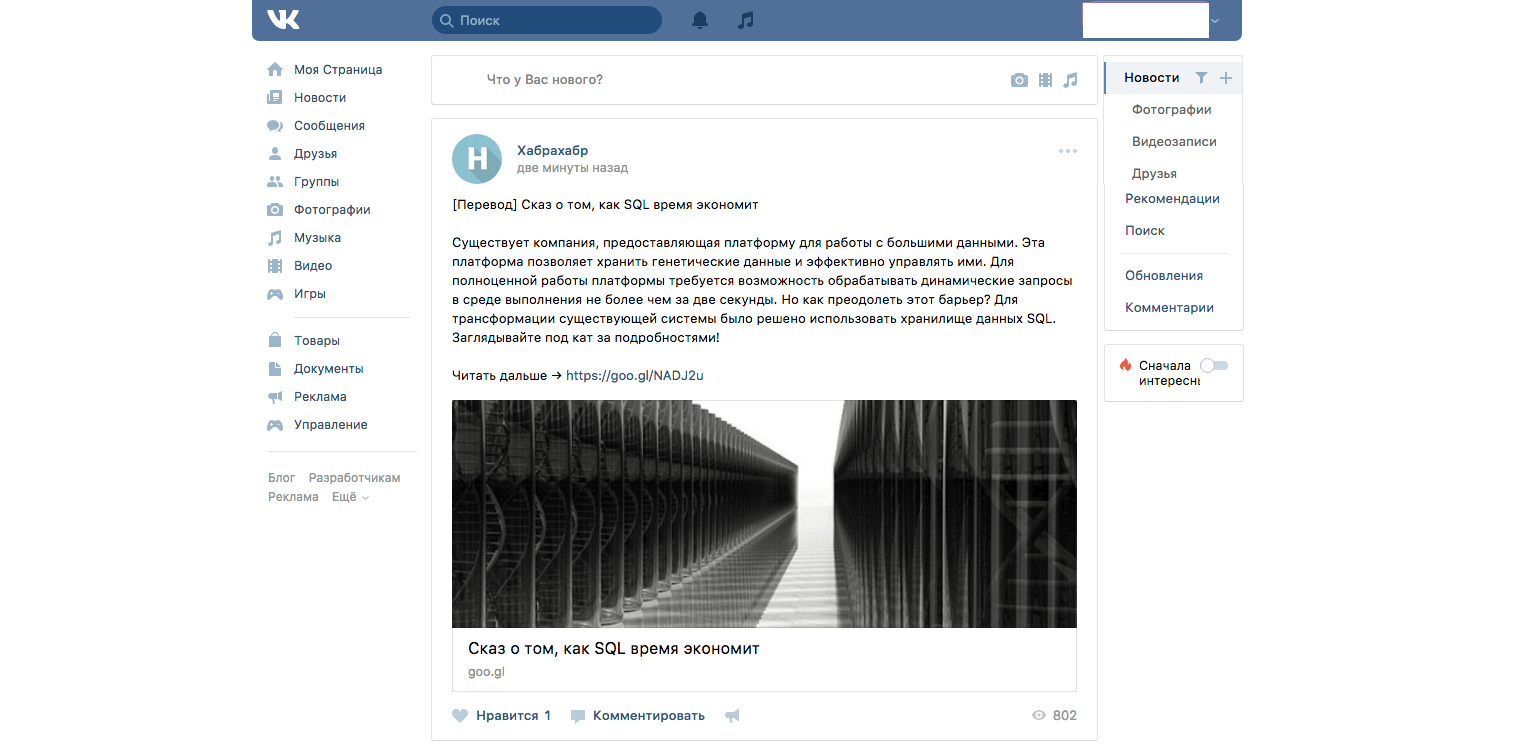 VK
Поиск
Моя Страница
Новости
Сообщения
Друзья
Группы
Фотографии
Музыка
Видео
Игры
Товары
Документы
Реклама
Управление
Блог Разработчикам
Реклама Ещё
Что у Вас нового?
H
Хабрахабр
две минуты назад
[Перевод] Сказ о том, как SQL время экономит
Существует компания, предоставляющая платформу для работы с большими данными. Эта
платформа позволяет хранить генетические данные и эффективно управлять ими. Для
полноценной работы платформы требуется возможность обрабатывать динамические запросы
в среде выполнения не более чем за две секунды. Но как преодолеть этот барьер? Для
трансформации существующей системы было решено использовать хранилище данных SQL.
Заглядывайте под кат за подробностями!
Читать дальше → https://goo.gl/NADJ2u
Сказ о том, как SQL время экономит
goo.gl
Нравится 1 Комментировать 802
Новости
Фотографии
Видеозаписи
Друзья
Рекомендации
Поиск
Обновления
Комментарии
Сначала
интересн